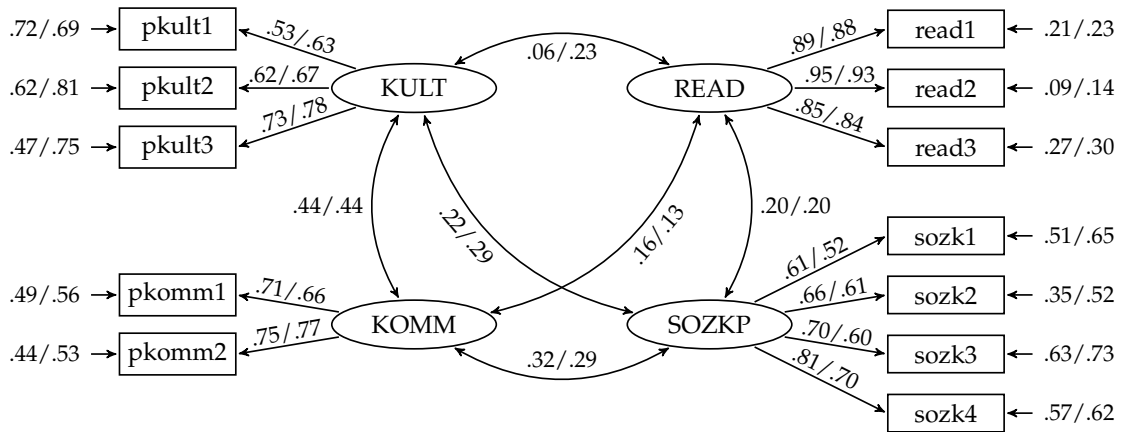 .72/.69 pkult1 .53/.63 .06/.23 .89/.88 read1 .21/.23
.62/.81 pkult2 .62/.67 KULT READ .95/.93 read2 .09/.14
.47/.75 pkult3 .73/.78 .85/.84 read3 .27/.30
.44/.44 .22/.29 .16/.13 .20/.20
.61/.52 sozk1 .51/.65
.49/.56 pkomm1 .71/.66 .66/.61 sozk2 .35/.52
KOMM SOZKP
.44/.53 pkomm2 .75/.77 .32/.29 .70/.60 sozk3 .63/.73
.81/.70 sozk4 .57/.62